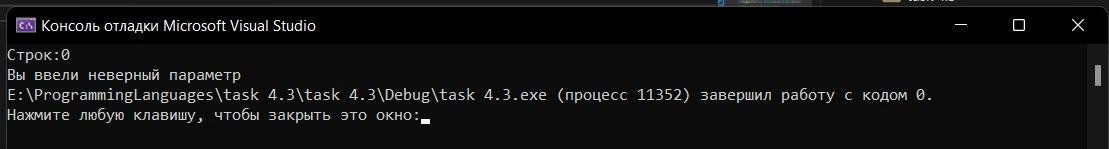 Консоль отладки Microsoft Visual Studio
Строк:0
Вы ввели неверный параметр
E:\ProgrammingLanguages\task 4.3\task 4.3\Debug\task 4.3.exe (процесс 11352) завершил работу с кодом 0.
Нажмите любую клавишу, чтобы закрыть это окно: